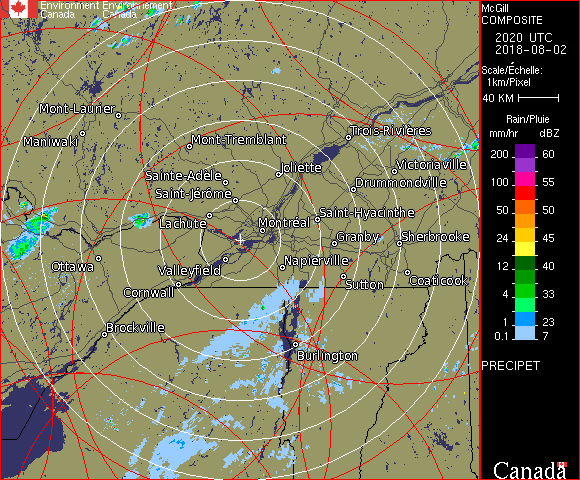 Environment Environnement
Canada Canada
McGill
COMPOSITE
2020 UTC
2018-08-02
Scale/Échelle:
1km/Pixel
40 KM
Rain/Pluie
mm/hr dBZ
200 60
100 55
50 50
24 45
12 40
4 33
1 23
0.1 7
PRECIPET
Canada
Mont-Laurier
Maniwaki
Mont-Tremblant
Trois-Rivières
Victoriaville
Joliette
Sainte-Adèle
Saint-Jérôme
Drummondville
Lachute
Montréal
Saint-Hyacinthe
Granby
Sherbrooke
Ottawa
Valleyfield
Napierville
Cornwall
Sutton
Coaticook
Brockville
Burlington